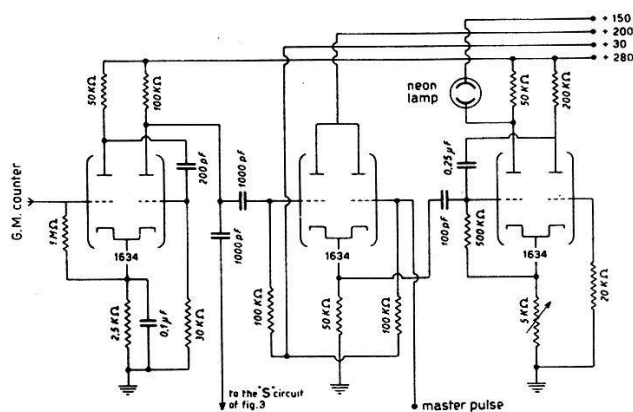 + 150
+ 200
+ 30
+ 280
neon
lamp
50 KΩ
100 KΩ
50 KΩ
200 KΩ
200 pF
0,25 µF
G.M. counter
1000 pF
100 pF
1 MΩ
1634
1000 pF
1634
500 KΩ
1634
2,5 KΩ
0,1 µF
30 KΩ
100 KΩ
50 KΩ
100 KΩ
5 KΩ
20 KΩ
to the "S" circuit
of fig. 3
master pulse